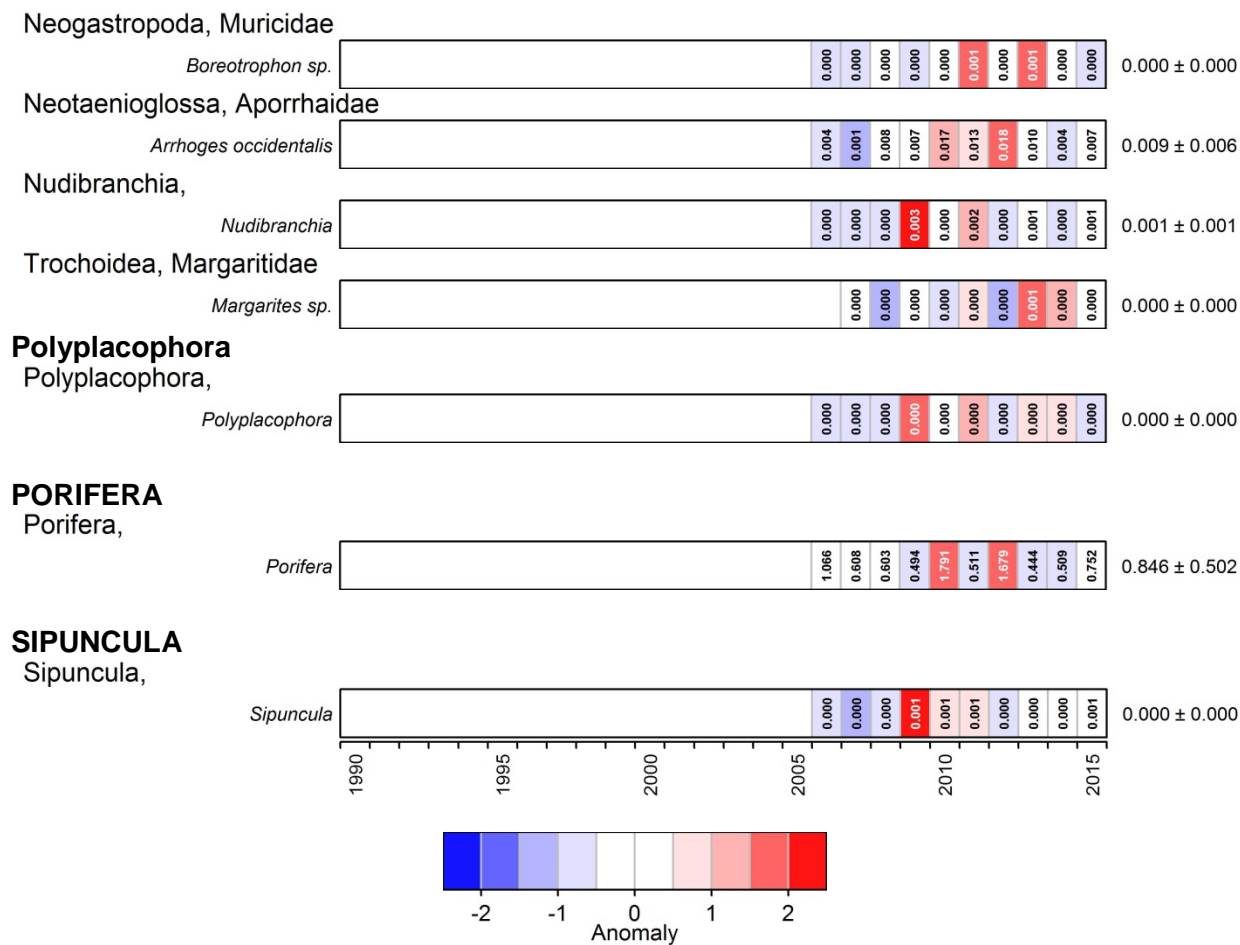 Neogastropoda, Muricidae
Boreotrophon sp. 0.000 0.000 0.000 0.000 0.000 0.001 0.000 0.001 0.000 0.000 0.000 ± 0.000
Neotaenioglossa, Aporrhaidae
Arrhoges occidentalis 0.004 0.001 0.008 0.007 0.017 0.013 0.018 0.010 0.004 0.007 0.009 ± 0.006
Nudibranchia,
Nudibranchia 0.000 0.000 0.000 0.003 0.000 0.002 0.000 0.001 0.000 0.001 0.001 ± 0.001
Trochoidea, Margaritidae
Margarites sp. 0.000 0.000 0.000 0.000 0.000 0.000 0.001 0.000 0.000 0.000 ± 0.000
Polyplacophora
Polyplacophora,
Polyplacophora 0.000 0.000 0.000 0.000 0.000 0.000 0.000 0.000 0.000 0.000 0.000 ± 0.000
PORIFERA
Porifera,
Porifera 1.066 0.608 0.603 0.494 1.791 0.511 1.679 0.444 0.509 0.752 0.846 ± 0.502
SIPUNCULA
Sipuncula,
Sipuncula 0.000 0.000 0.000 0.001 0.001 0.001 0.000 0.000 0.000 0.001 0.000 ± 0.000
1990 1995 2000 2005 2010 2015
-2 -1 0 1 2
Anomaly